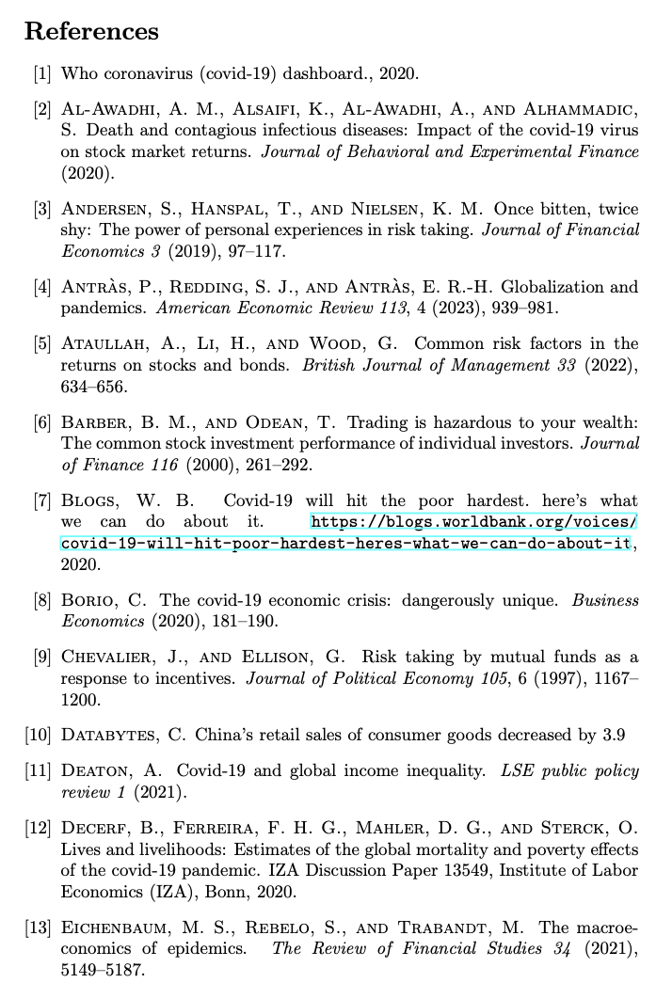 References
[1] Who coronavirus (covid-19) dashboard., 2020.
[2] Al-Awadhi, A. M., Alsaifi, K., Al-Awadhi, A., and Alhammadic,
S. Death and contagious infectious diseases: Impact of the covid-19 virus
on stock market returns. Journal of Behavioral and Experimental Finance
(2020).
[3] Andersen, S., Hanspal, T., and Nielsen, K. M. Once bitten, twice
shy: The power of personal experiences in risk taking. Journal of Financial
Economics 3 (2019), 97–117.
[4] Antràs, P., Redding, S. J., and Antràs, E. R.-H. Globalization and
pandemics. American Economic Review 113, 4 (2023), 939–981.
[5] Ataullah, A., Li, H., and Wood, G. Common risk factors in the
returns on stocks and bonds. British Journal of Management 33 (2022),
634–656.
[6] Barber, B. M., and Odean, T. Trading is hazardous to your wealth:
The common stock investment performance of individual investors. Journal
of Finance 116 (2000), 261–292.
[7] Blogs, W. B. Covid-19 will hit the poor hardest. here's what
we can do about it. https://blogs.worldbank.org/voices/
covid-19-will-hit-poor-hardest-heres-what-we-can-do-about-it,
2020.
[8] Borio, C. The covid-19 economic crisis: dangerously unique. Business
Economics (2020), 181–190.
[9] Chevalier, J., and Ellison, G. Risk taking by mutual funds as a
response to incentives. Journal of Political Economy 105, 6 (1997), 1167–
1200.
[10] Databytes, C. China's retail sales of consumer goods decreased by 3.9
[11] Deaton, A. Covid-19 and global income inequality. LSE public policy
review 1 (2021).
[12] Decerf, B., Ferreira, F. H. G., Mahler, D. G., and Sterck, O.
Lives and livelihoods: Estimates of the global mortality and poverty effects
of the covid-19 pandemic. IZA Discussion Paper 13549, Institute of Labor
Economics (IZA), Bonn, 2020.
[13] Eichenbaum, M. S., Rebelo, S., and Trabandt, M. The macroe-
conomics of epidemics. The Review of Financial Studies 34 (2021),
5149–5187.